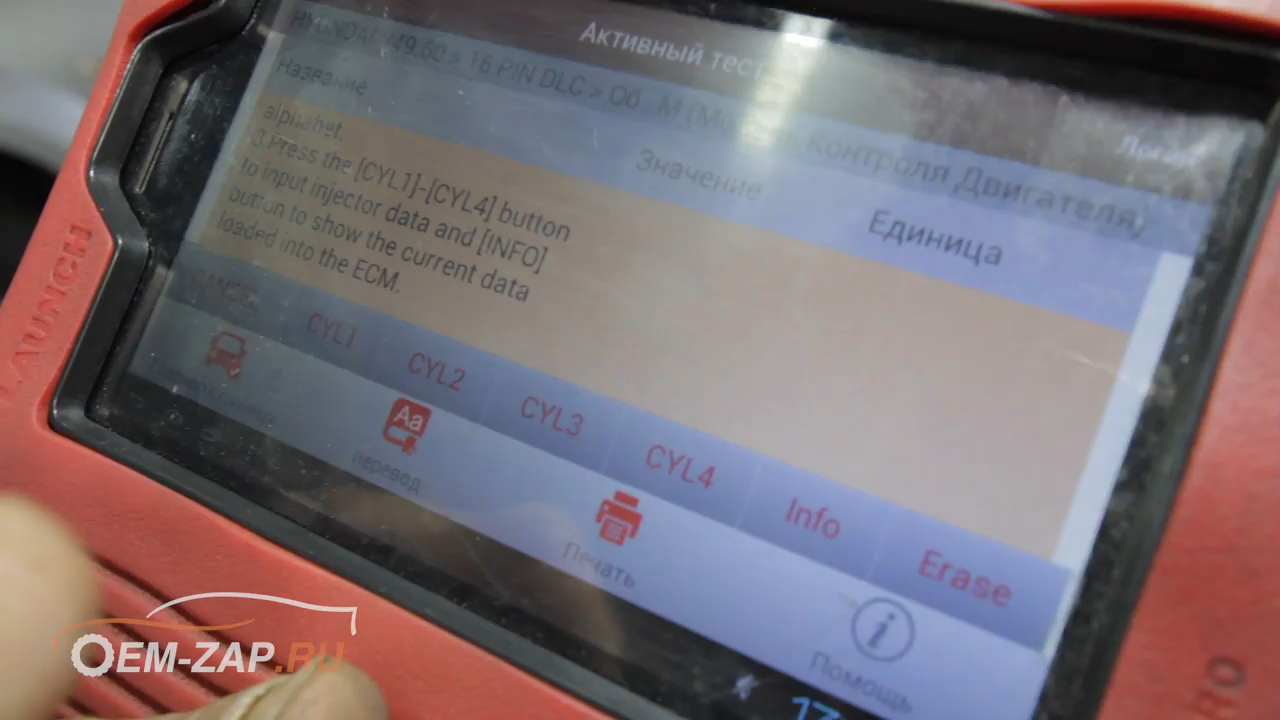 Активный тест
HYUNDAI V49.60 > 16 PIN DLC > Об
Контроля Двигателя)
Название
Значение
Единица
alphabet.
3.Press the [CYL1]-[CYL4] button
to input injector data and [INFO]
button to show the current data
loaded into the ECM.
CYL1
CYL2
CYL3
CYL4
Info
Erase
перевод
Печать
Помощь
LAUNCH
OEM-ZAP.RU